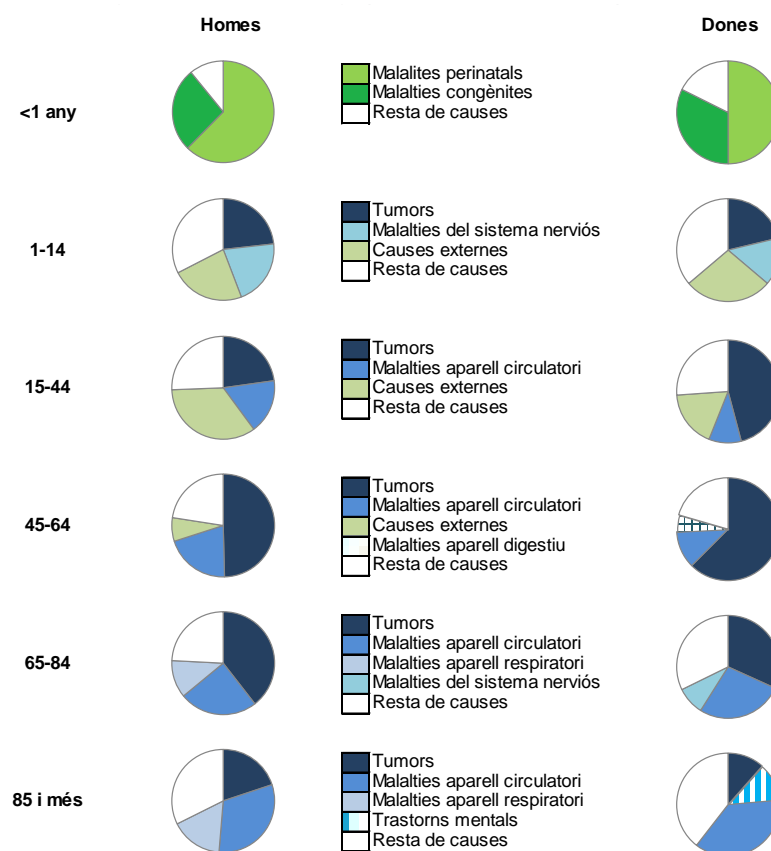 Homes
Dones
<1 any
Malalites perinatals
Malalties congènites
Resta de causes
1-14
Tumors
Malalties del sistema nerviós
Causes externes
Resta de causes
15-44
Tumors
Malalties aparell circulatori
Causes externes
Resta de causes
45-64
Tumors
Malalties aparell circulatori
Causes externes
Malalties aparell digestiu
Resta de causes
65-84
Tumors
Malalties aparell circulatori
Malalties aparell respiratori
Malalties del sistema nerviós
Resta de causes
85 i més
Tumors
Malalties aparell circulatori
Malalties aparell respiratori
Trastorns mentals
Resta de causes